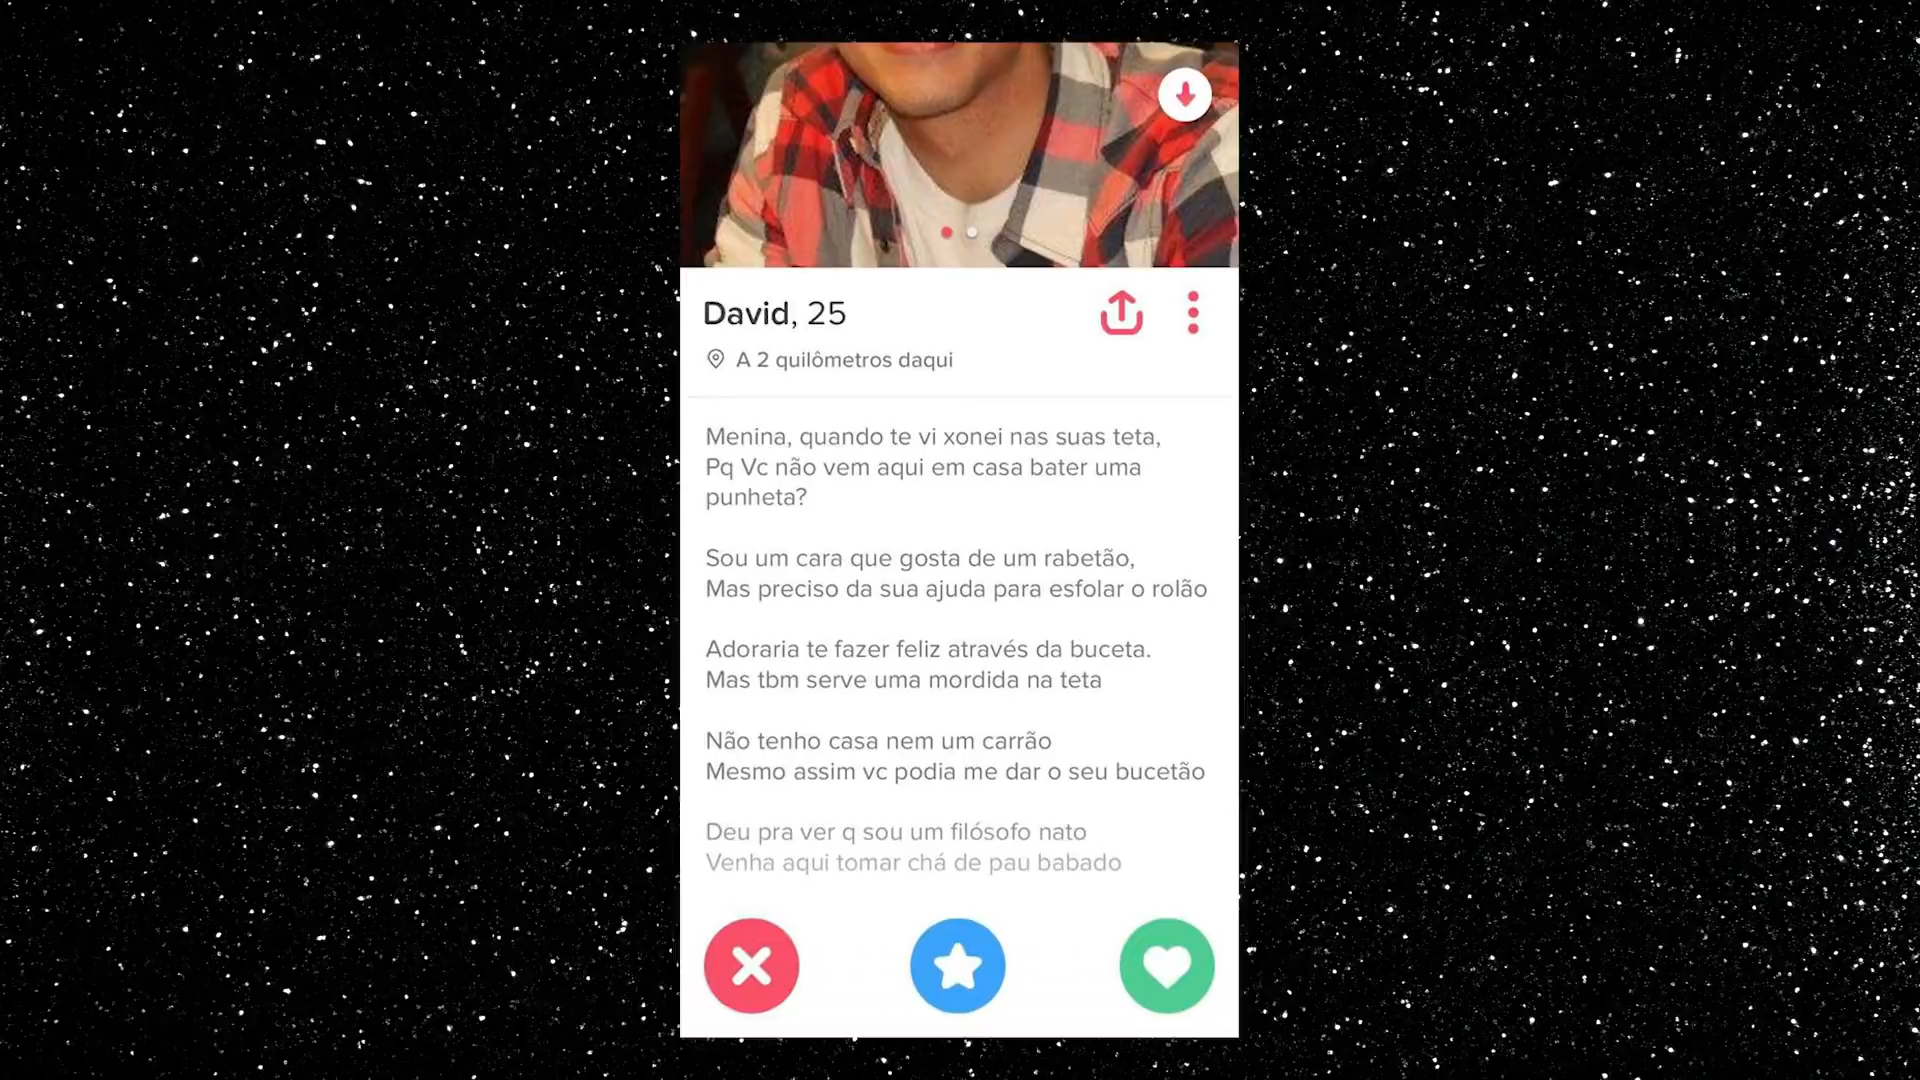 David, 25
A 2 quilômetros daqui
Menina, quando te vi xonei nas suas teta,
Pq Vc não vem aqui em casa bater uma
punheta?
Sou um cara que gosta de um rabetão,
Mas preciso da sua ajuda para esfolar o rolão
Adoraria te fazer feliz através da buceta.
Mas tbm serve uma mordida na teta
Não tenho casa nem um carrão
Mesmo assim vc podia me dar o seu bucetão
Deu pra ver q sou um filósofo nato
Venha aqui tomar chá de pau babado